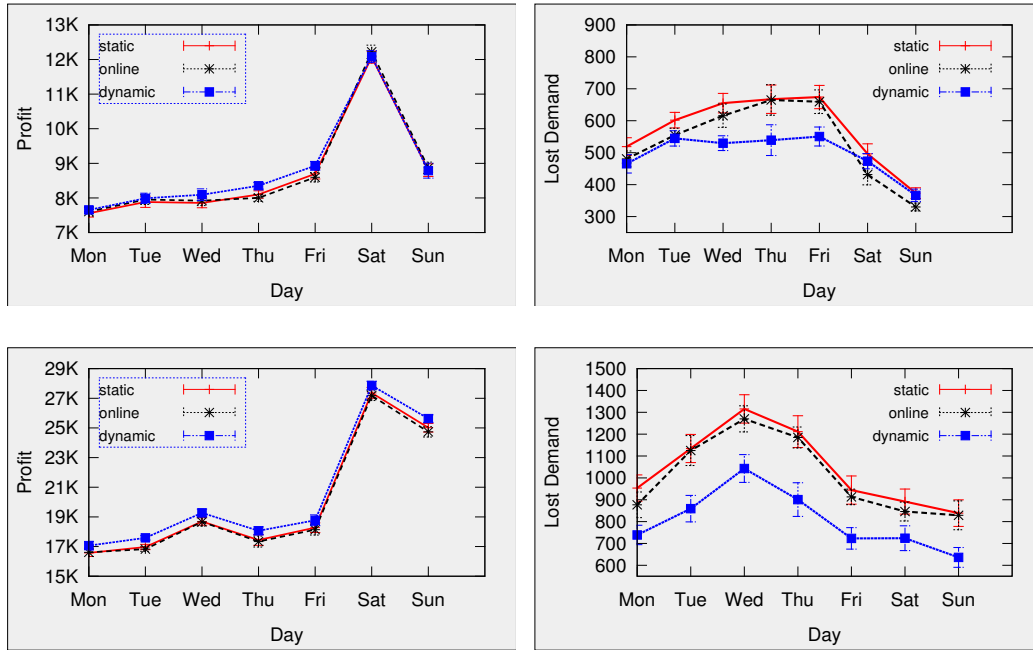 13K
12K
11K
10K
9K
8K
7K
Profit
static
online
dynamic
Mon Tue Wed Thu Fri Sat Sun
Day
900
800
700
600
500
400
300
Lost Demand
static
online
dynamic
Mon Tue Wed Thu Fri Sat Sun
Day
29K
27K
25K
23K
21K
19K
17K
15K
Profit
static
online
dynamic
Mon Tue Wed Thu Fri Sat Sun
Day
1500
1400
1300
1200
1100
1000
900
800
700
600
Lost Demand
static
online
dynamic
Mon Tue Wed Thu Fri Sat Sun
Day